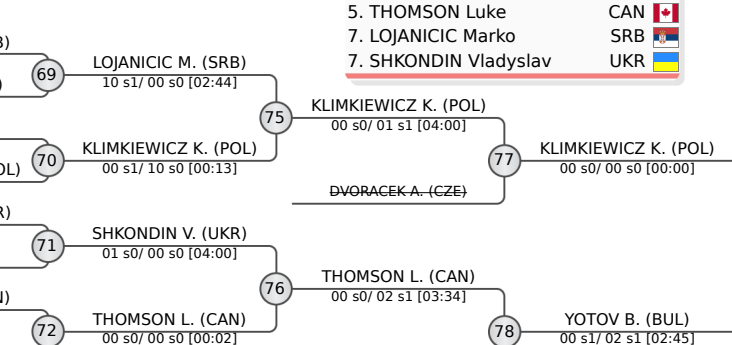 5. THOMSON Luke CAN
7. LOJANICIC Marko SRB
7. SHKONDIN Vladyslav UKR
69
LOJANICIC M. (SRB)
10 s1/ 00 s0 [02:44]
75
KLIMKIEWICZ K. (POL)
00 s0/ 01 s1 [04:00]
70
KLIMKIEWICZ K. (POL)
00 s1/ 10 s0 [00:13]
OL)
77
KLIMKIEWICZ K. (POL)
00 s0/ 00 s0 [00:00]
DVORACEK A. (CZE)
R)
71
SHKONDIN V. (UKR)
01 s0/ 00 s0 [04:00]
76
THOMSON L. (CAN)
00 s0/ 02 s1 [03:34]
72
THOMSON L. (CAN)
00 s0/ 00 s0 [00:02]
78
YOTOV B. (BUL)
00 s1/ 02 s1 [02:45]